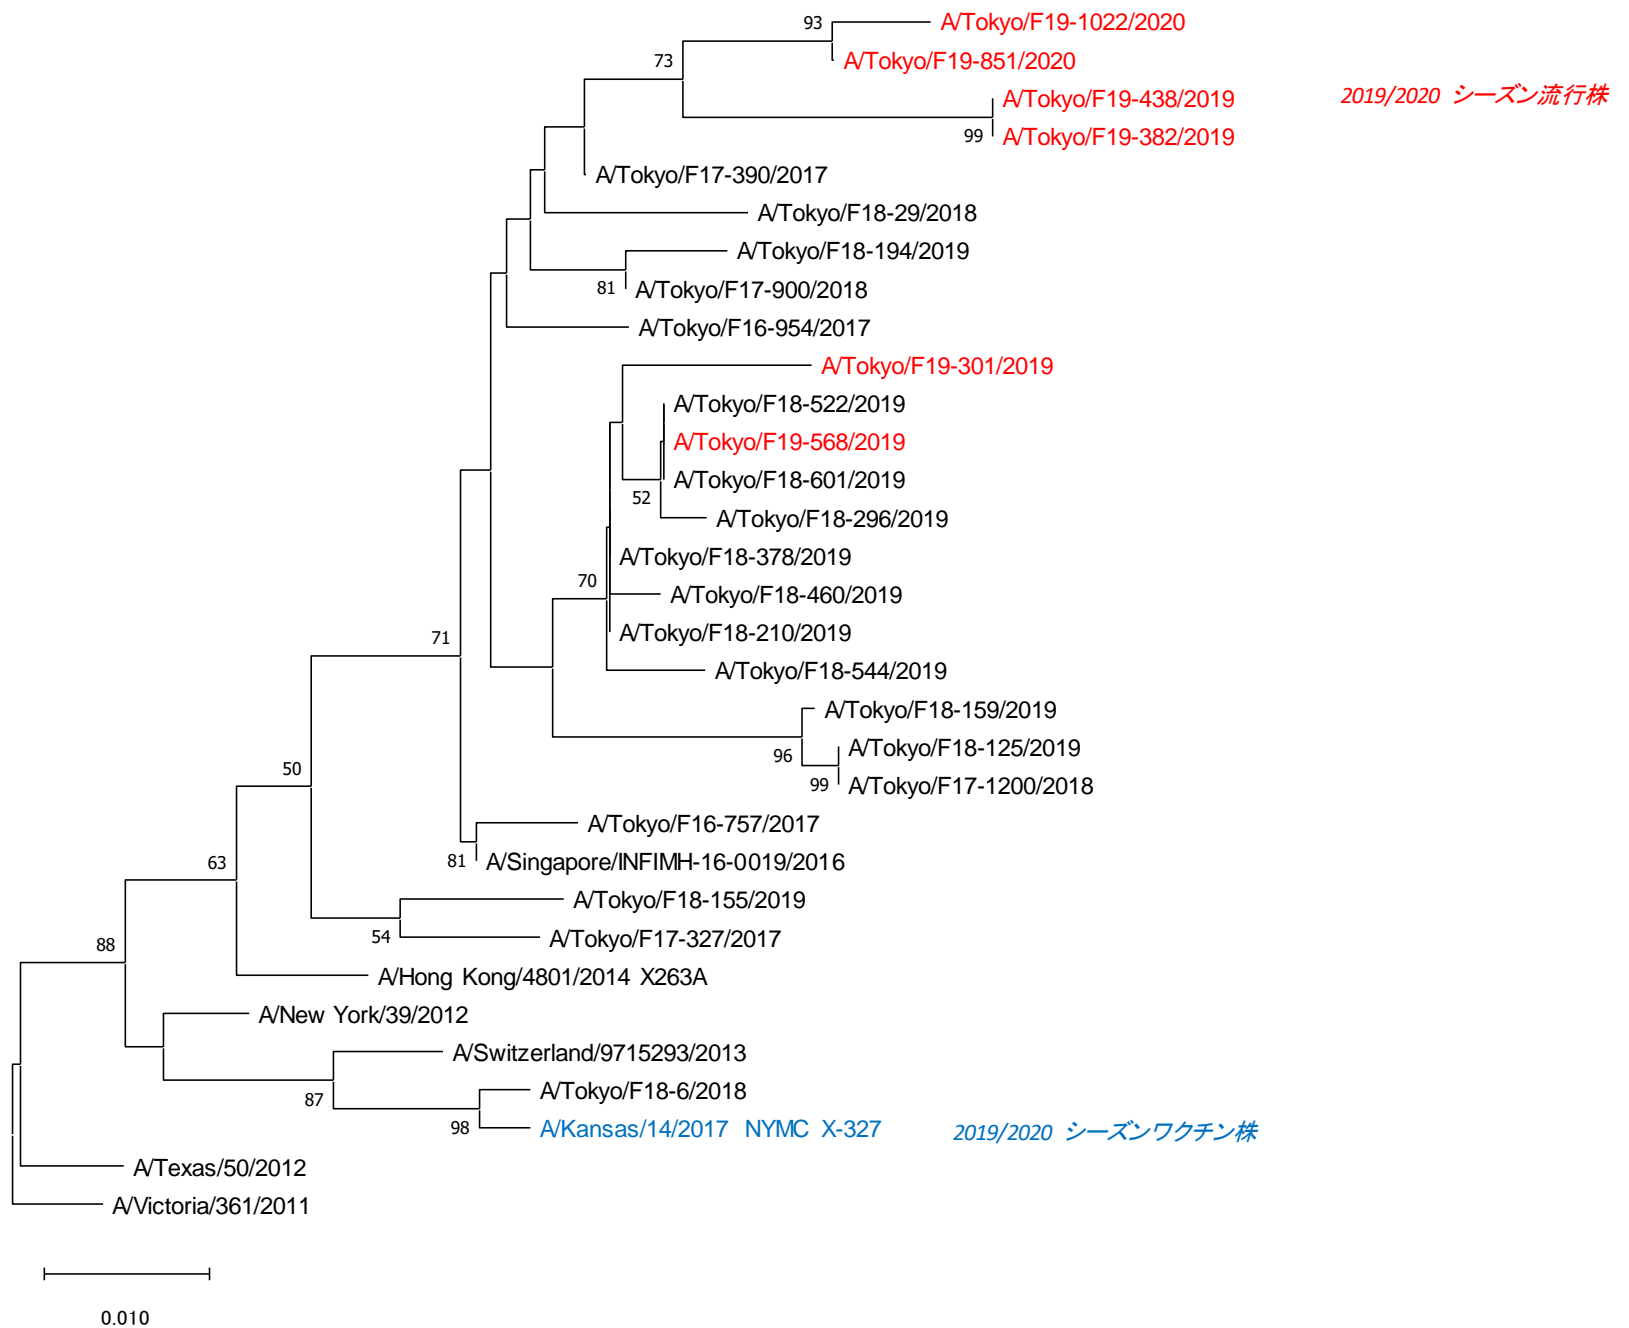 93
A/Tokyo/F19-1022/2020
A/Tokyo/F19-851/2020
73
A/Tokyo/F19-438/2019
2019/2020 シーズン流行株
99
A/Tokyo/F19-382/2019
A/Tokyo/F17-390/2017
A/Tokyo/F18-29/2018
A/Tokyo/F18-194/2019
81
A/Tokyo/F17-900/2018
A/Tokyo/F16-954/2017
A/Tokyo/F19-301/2019
A/Tokyo/F18-522/2019
A/Tokyo/F19-568/2019
A/Tokyo/F18-601/2019
52
A/Tokyo/F18-296/2019
A/Tokyo/F18-378/2019
70
A/Tokyo/F18-460/2019
A/Tokyo/F18-210/2019
71
A/Tokyo/F18-544/2019
A/Tokyo/F18-159/2019
96
A/Tokyo/F18-125/2019
50
99
A/Tokyo/F17-1200/2018
A/Tokyo/F16-757/2017
63
81
A/Singapore/INFIMH-16-0019/2016
A/Tokyo/F18-155/2019
54
A/Tokyo/F17-327/2017
88
A/Hong Kong/4801/2014 X263A
A/New York/39/2012
A/Switzerland/9715293/2013
87
A/Tokyo/F18-6/2018
98
A/Kansas/14/2017 NYMC X-327
2019/2020 シーズンワクチン株
A/Texas/50/2012
A/Victoria/361/2011
0.010